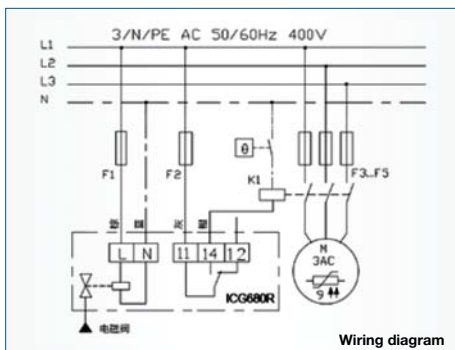 3/N/PE AC 50/60Hz 400V
L1
L2
L3
N
θ
F1
F2
K1
F3...F5
灰
L N 11 14 12
M
3AC
9
ICG680R
电磁阀
Wiring diagram